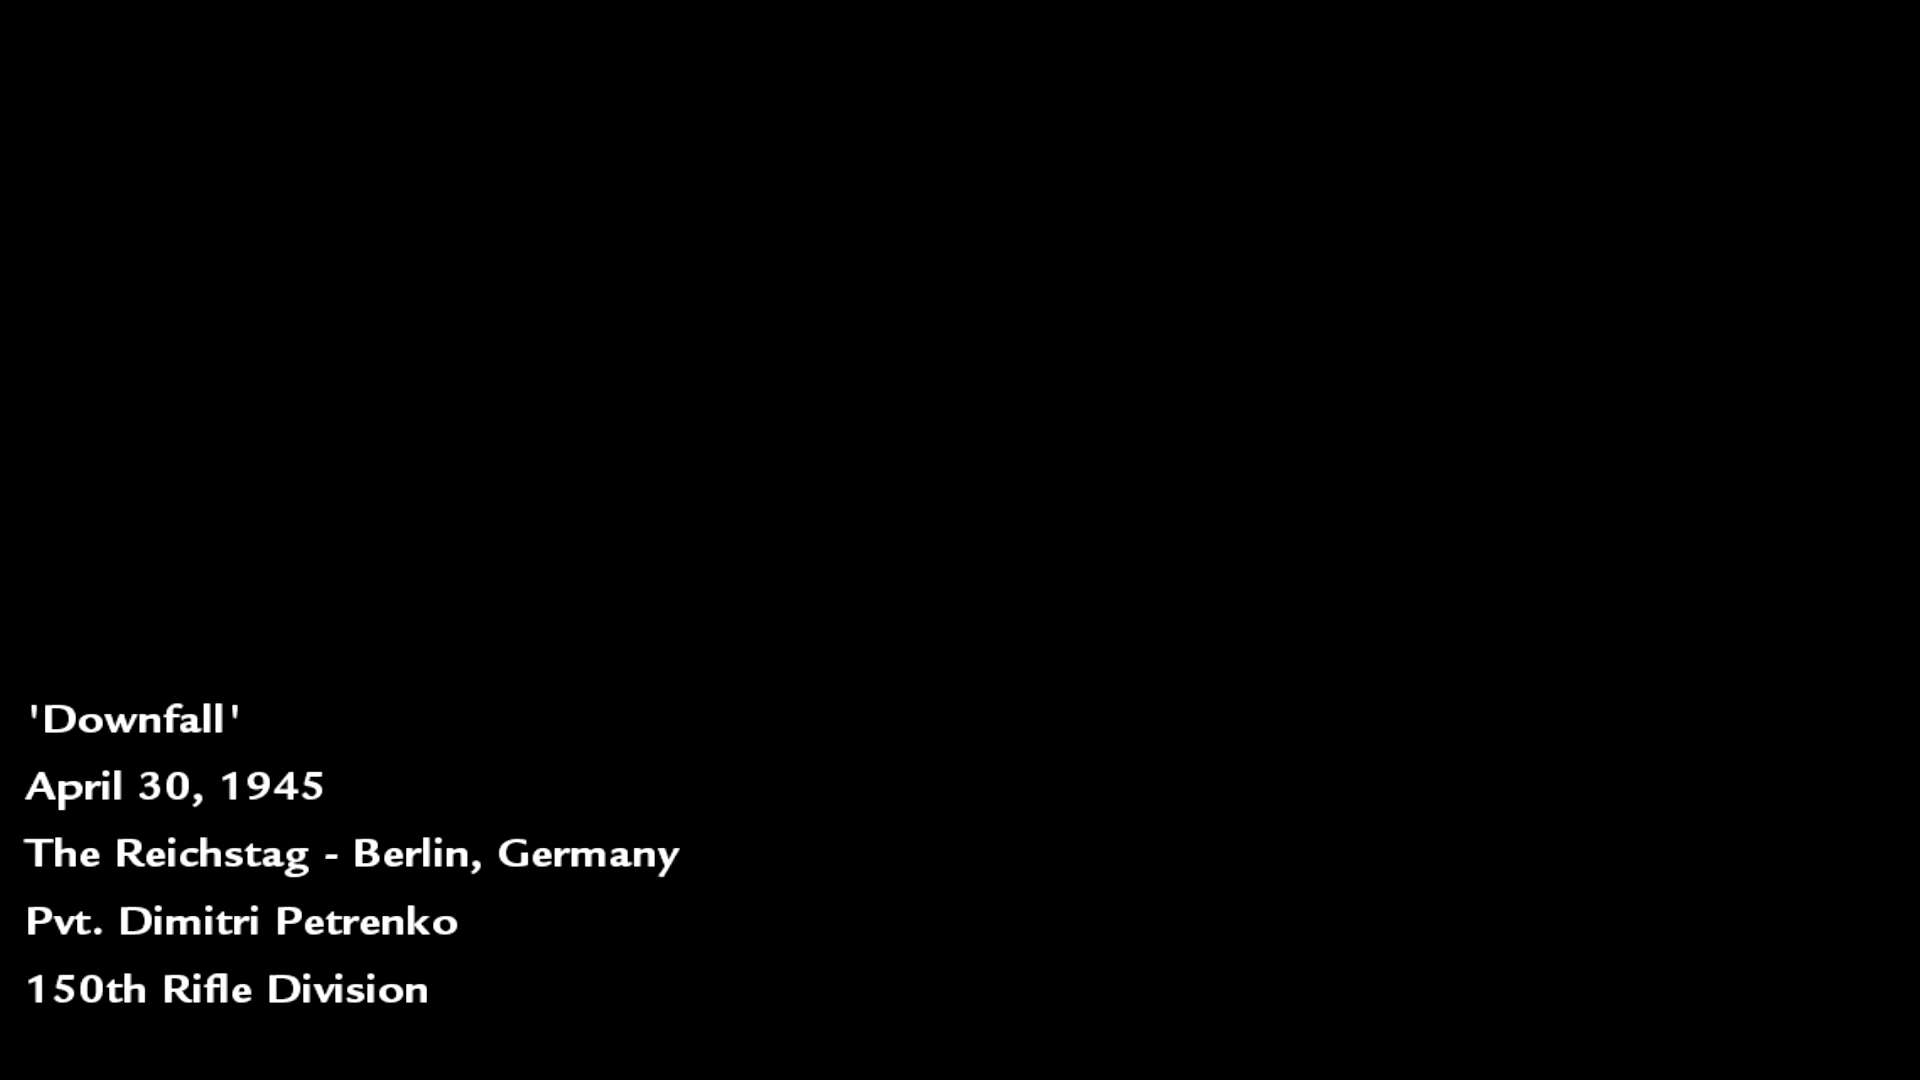 'Downfall'
April 30, 1945
The Reichstag - Berlin, Germany
Pvt. Dimitri Petrenko
150th Rifle Division